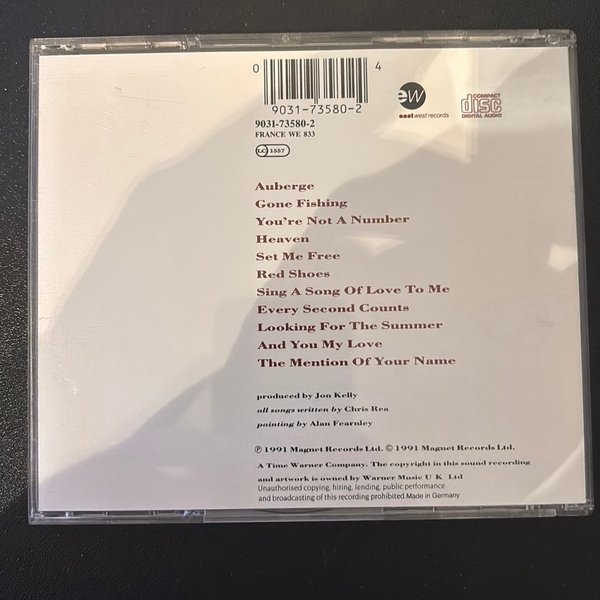 0 4
9031-73580-2
ew
east west records
COMPACT
disc
DIGITAL AUDIO
9031-73580-2
FRANCE WE 833
LC 1557
Auberge
Gone Fishing
You're Not A Number
Heaven
Set Me Free
Red Shoes
Sing A Song Of Love To Me
Every Second Counts
Looking For The Summer
And You My Love
The Mention Of Your Name
produced by Jon Kelly
all songs written by Chris Rea
painting by Alan Fearnley
℗ 1991 Magnet Records Ltd. © 1991 Magnet Records Ltd.
A Time Warner Company. The copyright in this sound recording
and artwork is owned by Warner Music U K Ltd
Unauthorised copying, hiring, lending, public performance
and broadcasting of this recording prohibited. Made in Germany